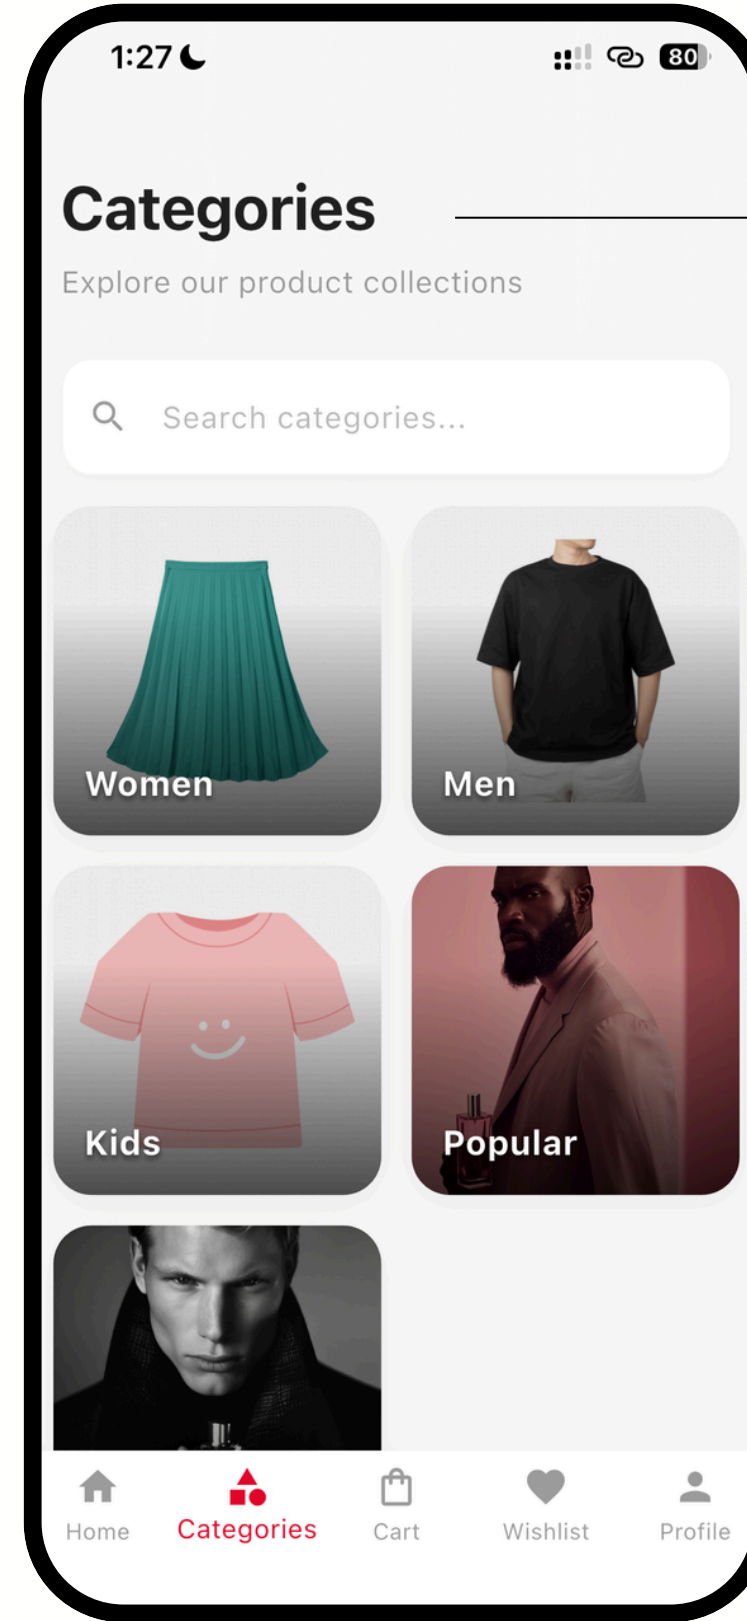 1:27
80
Categories
Explore our product collections
Search categories...
Women
Men
Kids
Popular
Home
Categories
Cart
Wishlist
Profile